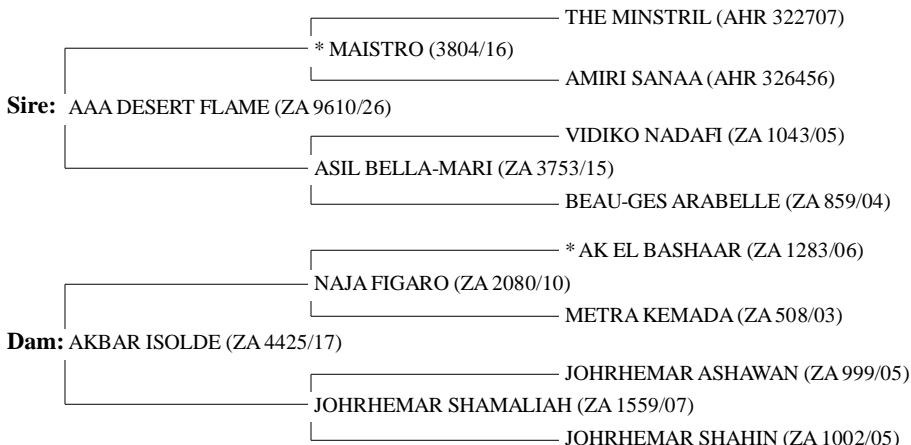 THE MINSTRIL (AHR 322707)
* MAISTRO (3804/16)
AMIRI SANAA (AHR 326456)
Sire: AAA DESERT FLAME (ZA 9610/26)
VIDIKO NADAFI (ZA 1043/05)
ASIL BELLA-MARI (ZA 3753/15)
BEAU-GES ARABELLE (ZA 859/04)
* AK EL BASHAAR (ZA 1283/06)
NAJA FIGARO (ZA 2080/10)
METRA KEMADA (ZA 508/03)
Dam: AKBAR ISOLDE (ZA 4425/17)
JOHRHEMAR ASHAWAN (ZA 999/05)
JOHRHEMAR SHAMALIAH (ZA 1559/07)
JOHRHEMAR SHAHIN (ZA 1002/05)